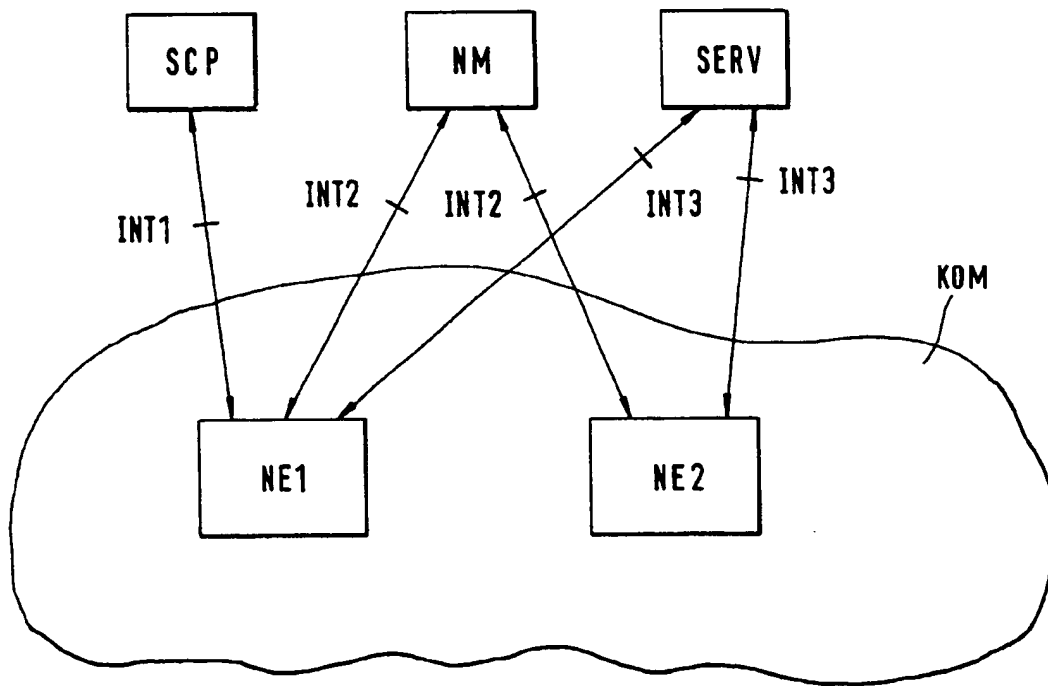 SCP
NM
SERV
INT1
INT2
INT2
INT3
INT3
KOM
NE1
NE2